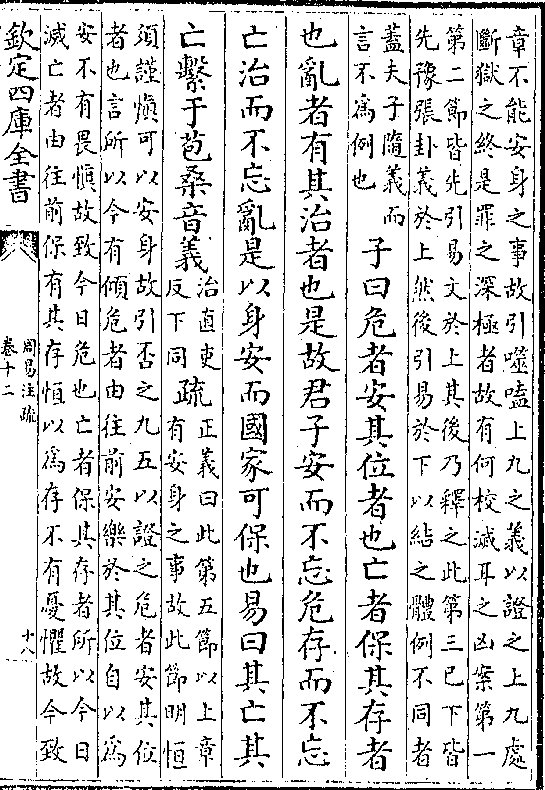 章不能安身之事故引噬嗑上九之義以證之上九處
斷獄之終是罪之深極者故有何校滅耳之凶案第一
第二節皆先引易文於上其後乃釋之此第三已下皆
先豫張卦義於上然後引易於下以結之體例不同者
蓋夫子隨義而
言不為例也
子曰危者安其位者也亡者保其存者
也亂者有其治者也是故君子安而不忘危存而不忘
亡治而不忘亂是以身安而國家可保也易曰其亡其
亡繫于苞桑音義
治直吏
反下同
疏
正義曰此第五節以上章
有安身之事故此節明恒
須謹愼可以安身故引否之九五以證之危者安其位
者也言所以今有傾危者由往前安樂於其位自以為
安不有畏愼故致今日危也亡者保其存者所以今日
滅亡者由往前保有其存恒以為存不有憂懼故今致
欽定四庫全書
周易注疏
卷十二
十八